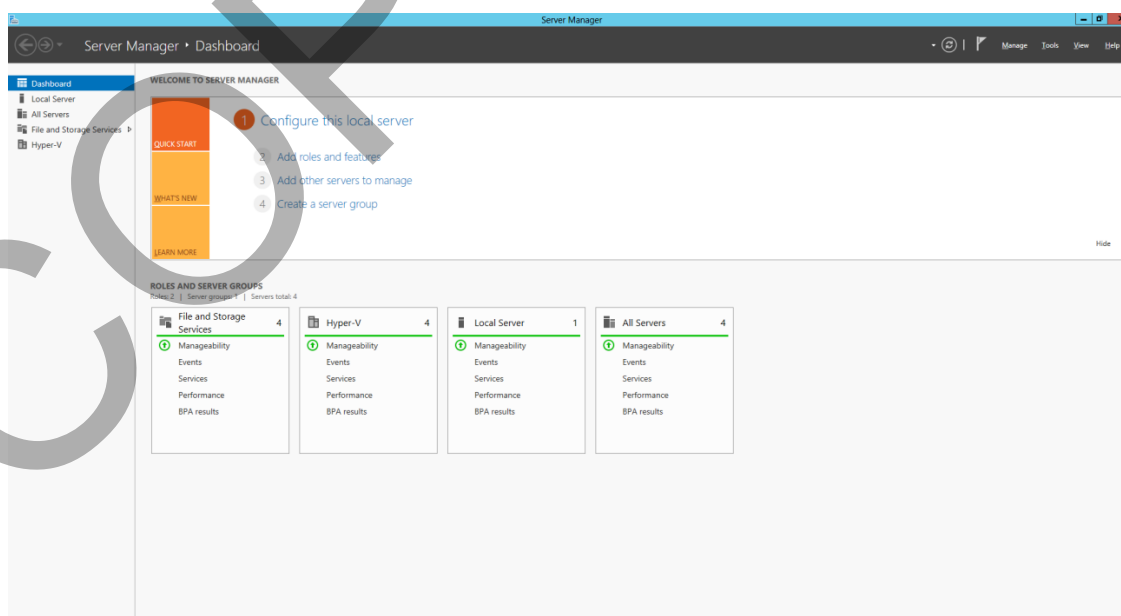 Server Manager
Server Manager • Dashboard
Manage Tools View Help
Dashboard
Local Server
All Servers
File and Storage Services
Hyper-V
WELCOME TO SERVER MANAGER
QUICK START
WHAT'S NEW
LEARN MORE
1 Configure this local server
2 Add roles and features
3 Add other servers to manage
4 Create a server group
Hide
ROLES AND SERVER GROUPS
Roles: 2 | Server groups: 1 | Servers total: 4
File and Storage
Services 4
Manageability
Events
Services
Performance
BPA results
Hyper-V 4
Manageability
Events
Services
Performance
BPA results
Local Server 1
Manageability
Events
Services
Performance
BPA results
All Servers 4
Manageability
Events
Services
Performance
BPA results